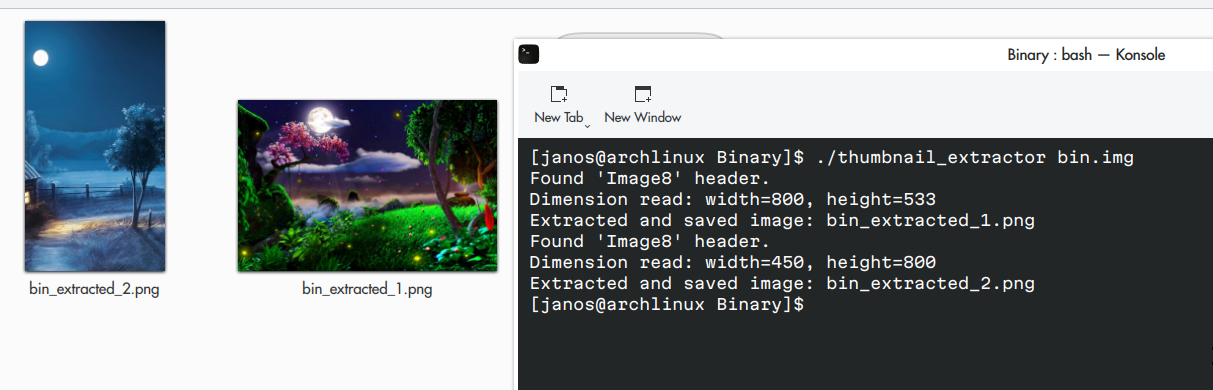 bin_extracted_2.png
bin_extracted_1.png
Binary : bash — Konsole
New Tab
New Window
[janos@archlinux Binary]$ ./thumbnail_extractor bin.img
Found 'Image8' header.
Dimension read: width=800, height=533
Extracted and saved image: bin_extracted_1.png
Found 'Image8' header.
Dimension read: width=450, height=800
Extracted and saved image: bin_extracted_2.png
[janos@archlinux Binary]$